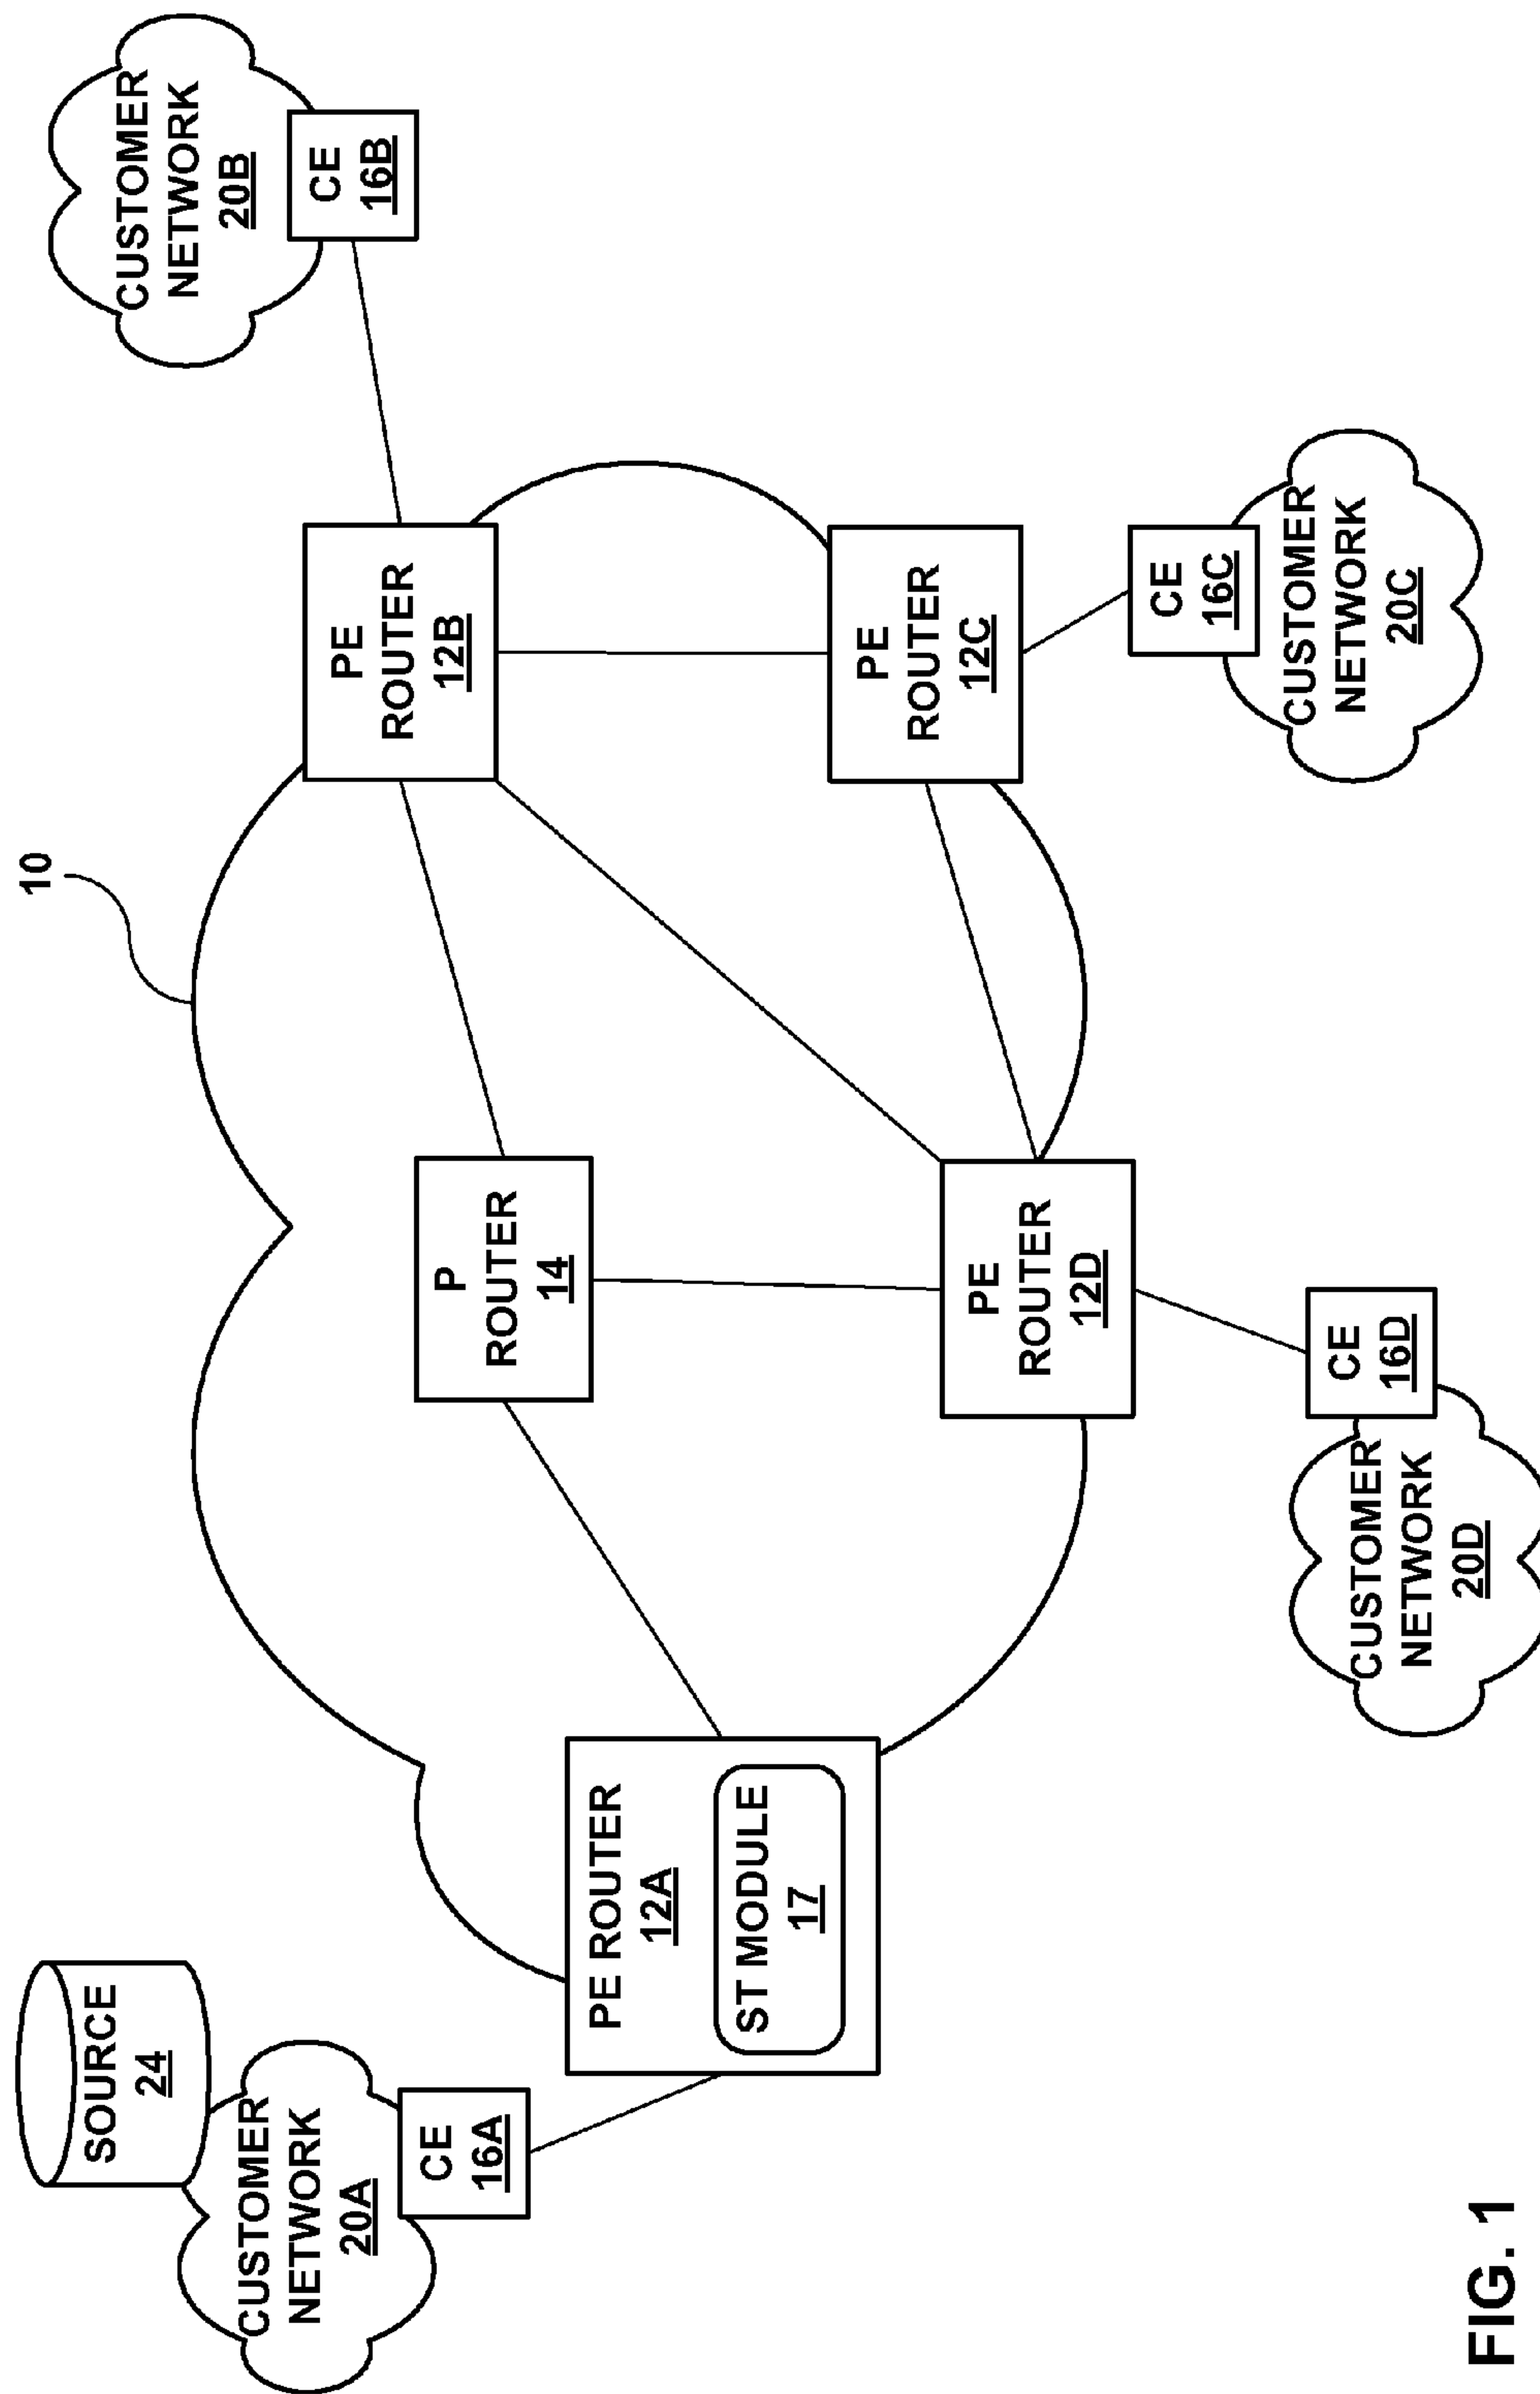 SOURCE
24
CUSTOMER
NETWORK
20A
CE
16A
PE ROUTER
12A
ST MODULE
17
10
P
ROUTER
14
PE
ROUTER
12B
CUSTOMER
NETWORK
20B
CE
16B
PE
ROUTER
12D
PE
ROUTER
12C
CE
16C
CUSTOMER
NETWORK
20C
CE
16D
CUSTOMER
NETWORK
20D
FIG. 1